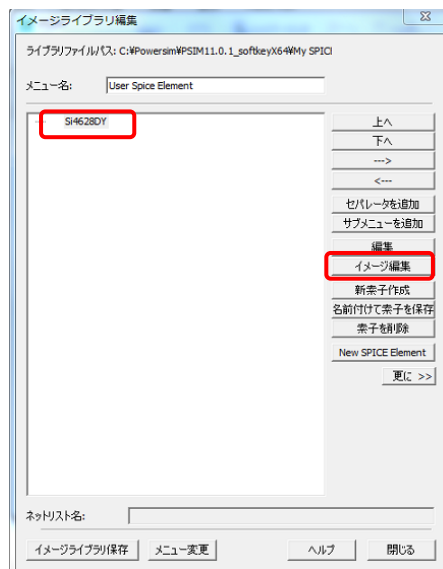 イメージライブラリ編集
ライブラリファイルパス: C:¥Powersim¥PSIM11.0.1_softkeyX64¥My SPICI
メニュー名: User Spice Element
Si4628DY
上へ
下へ
--->
<---
セパレータを追加
サブメニューを追加
編集
イメージ編集
新素子作成
名前付けて素子を保存
素子を削除
New SPICE Element
更に >>
ネットリスト名:
イメージライブラリ保存 メニュー変更 ヘルプ 閉じる